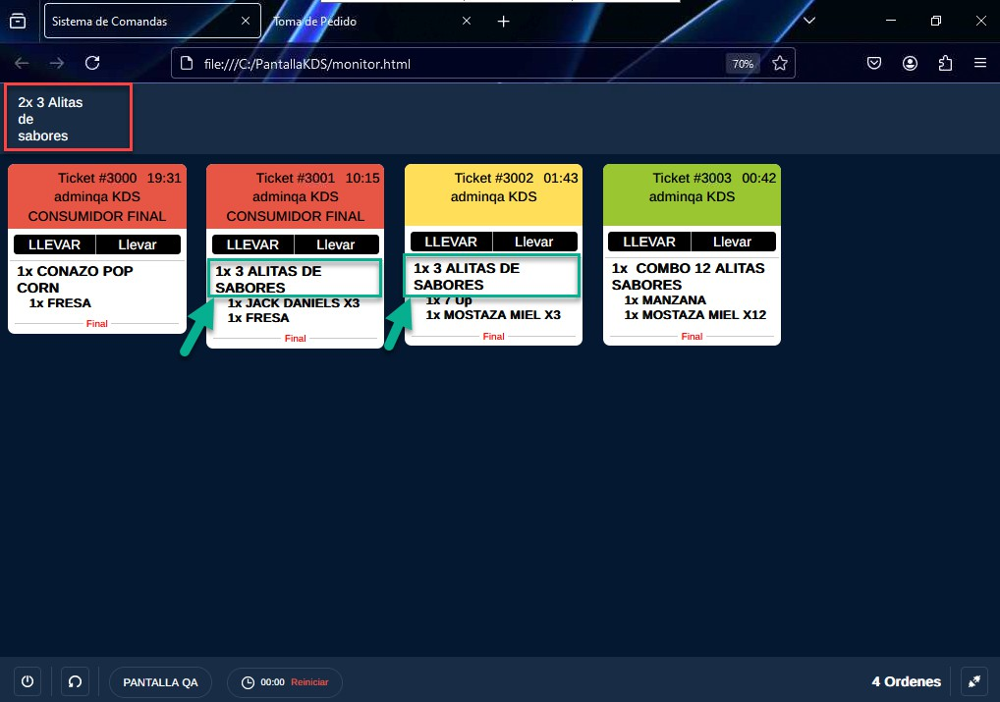 Sistema de Comandas
Toma de Pedido
file:///C:/PantallaKDS/monitor.html
70%
2x 3 Alitas
de
sabores
Ticket #3000 19:31
adminqa KDS
CONSUMIDOR FINAL
LLEVAR Llevar
1x CONAZO POP
CORN
1x FRESA
Final
Ticket #3001 10:15
adminqa KDS
CONSUMIDOR FINAL
LLEVAR Llevar
1x 3 ALITAS DE
SABORES
1x JACK DANIELS X3
1x FRESA
Final
Ticket #3002 01:43
adminqa KDS
LLEVAR Llevar
1x 3 ALITAS DE
SABORES
1x 7 Up
1x MOSTAZA MIEL X3
Final
Ticket #3003 00:42
adminqa KDS
LLEVAR Llevar
1x COMBO 12 ALITAS
SABORES
1x MANZANA
1x MOSTAZA MIEL X12
Final
PANTALLA QA
00:00 Reiniciar
4 Ordenes